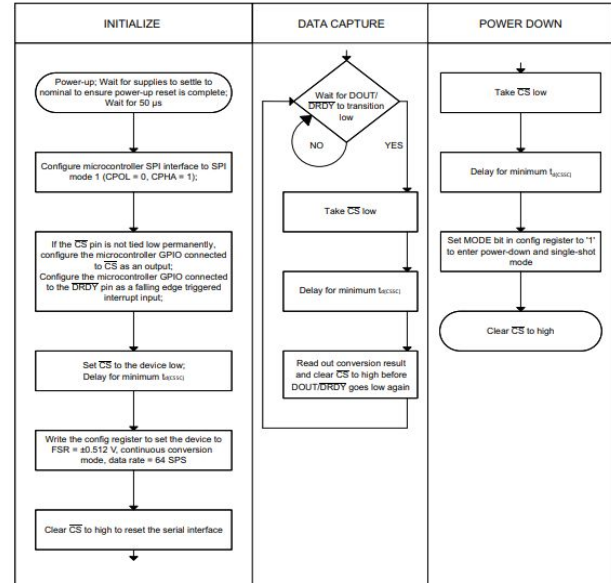 INITIALIZE
Power-up; Wait for supplies to settle to
nominal to ensure power-up reset is complete;
Wait for 50 µs
Configure microcontroller SPI interface to SPI
mode 1 (CPOL = 0, CPHA = 1);
If the CS pin is not tied low permanently,
configure the microcontroller GPIO connected
to CS as an output;
Configure the microcontroller GPIO connected
to the DRDY pin as a falling edge triggered
interrupt input;
Set CS to the device low;
Delay for minimum td(CSSC)
Write the config register to set the device to
FSR = ±0.512 V, continuous conversion
mode, data rate = 64 SPS
Clear CS to high to reset the serial interface
DATA CAPTURE
Wait for DOUT/
DRDY to transition
low
NO
YES
Take CS low
Delay for minimum td(CSSC)
Read out conversion result
and clear CS to high before
DOUT/DRDY goes low again
POWER DOWN
Take CS low
Delay for minimum td(CSSC)
Set MODE bit in config register to '1'
to enter power-down and single-shot
mode
Clear CS to high